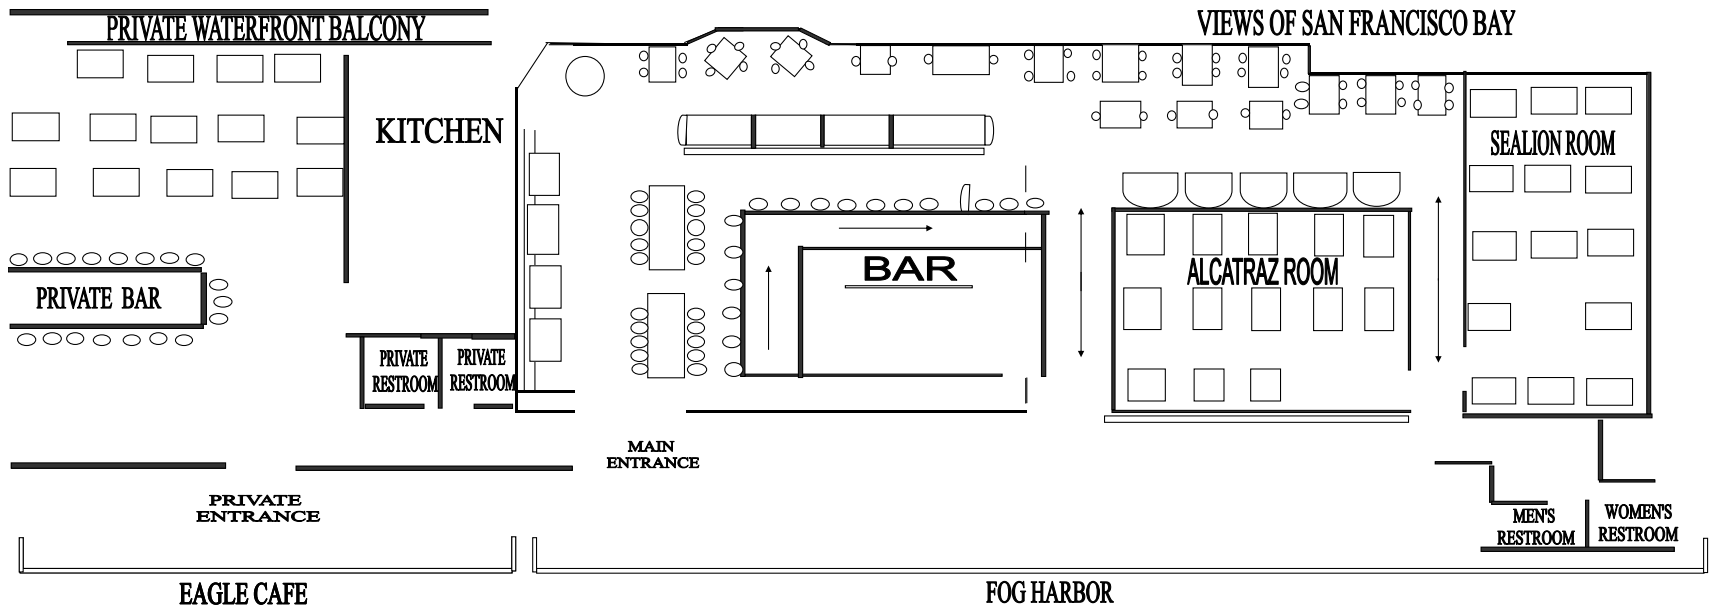 PRIVATE WATERFRONT BALCONY
VIEWS OF SAN FRANCISCO BAY
KITCHEN
SEALION ROOM
BAR
ALCATRAZ ROOM
PRIVATE BAR
PRIVATE
RESTROOM
PRIVATE
RESTROOM
MAIN
ENTRANCE
PRIVATE
ENTRANCE
MEN'S
RESTROOM
WOMEN'S
RESTROOM
EAGLE CAFE
FOG HARBOR